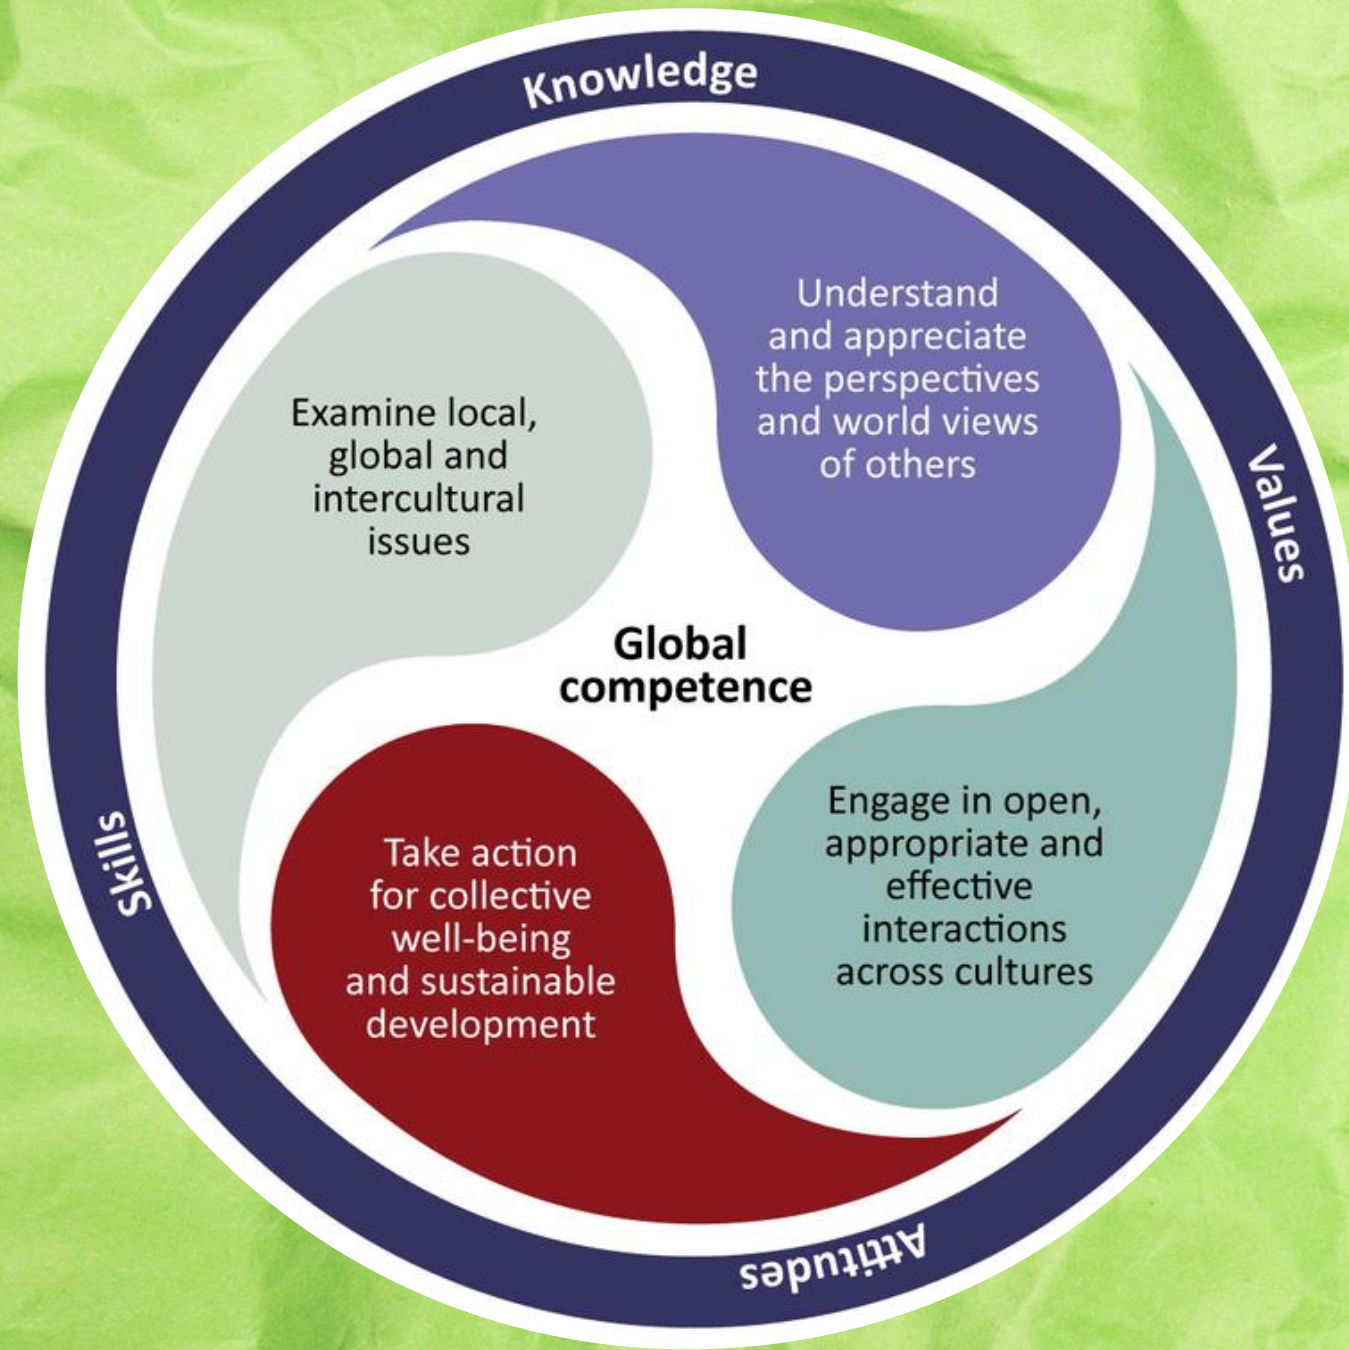 Knowledge
Understand
and appreciate
the perspectives
and world views
of others
Examine local,
global and
intercultural
issues
Values
Global
competence
Engage in open,
appropriate and
effective
interactions
across cultures
Take action
for collective
well-being
and sustainable
development
Skills
Attitudes